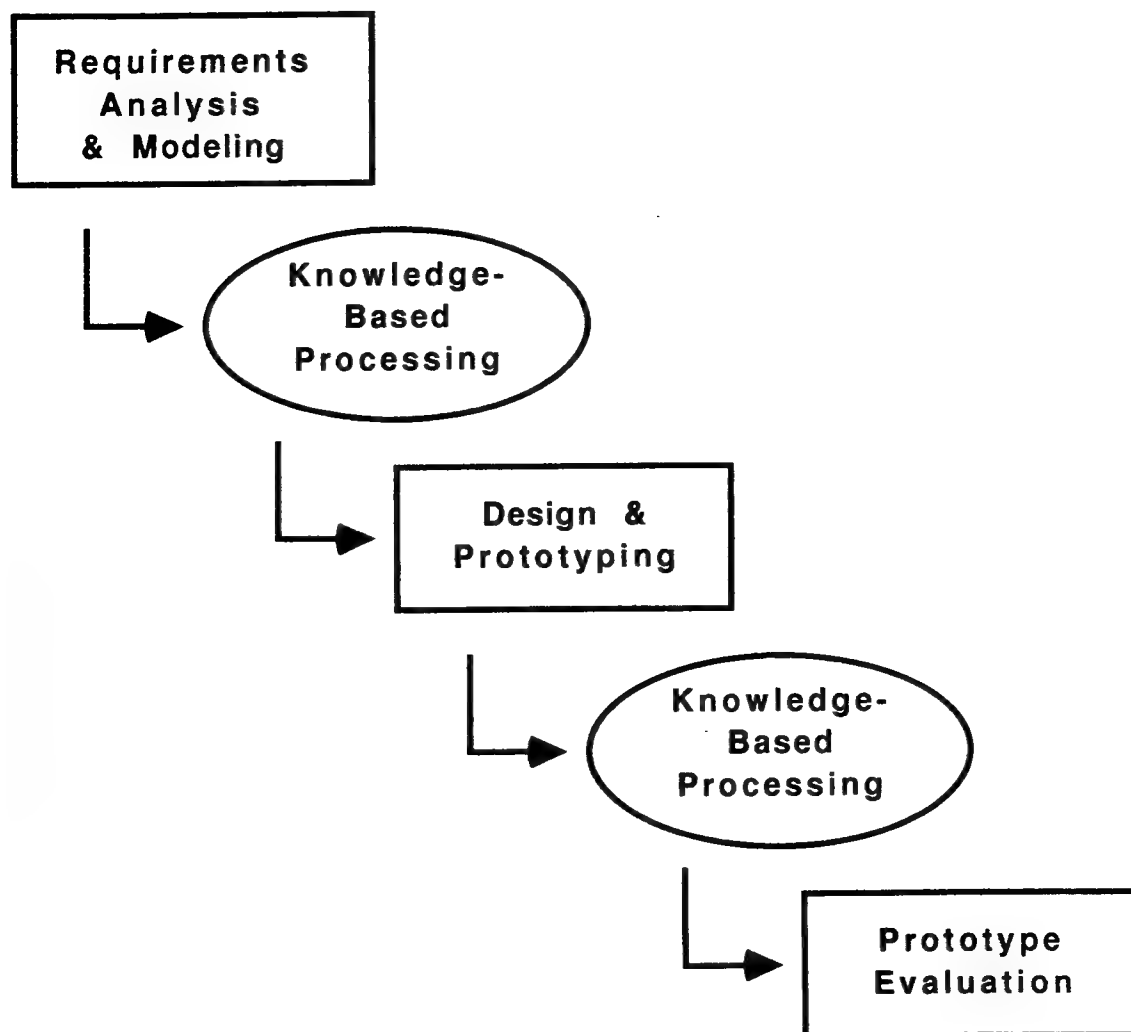 Requirements
Analysis
& Modeling
Knowledge-
Based
Processing
Design &
Prototyping
Knowledge-
Based
Processing
Prototype
Evaluation